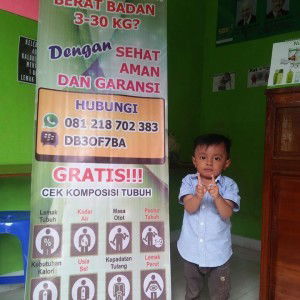 BERAT BADAN
3-30 KG?
Dengan SEHAT
AMAN
DAN GARANSI
HUBUNGI
081 218 702 383
DB3OF7BA
GRATIS!!!
CEK KOMPOSISI TUBUH
Lemak Tubuh
Kadar Air
Masa Otot
Postur Tubuh
Kebutuhan Kalori
Usia Sel
Kepadatan Tulang
Lemak Perut